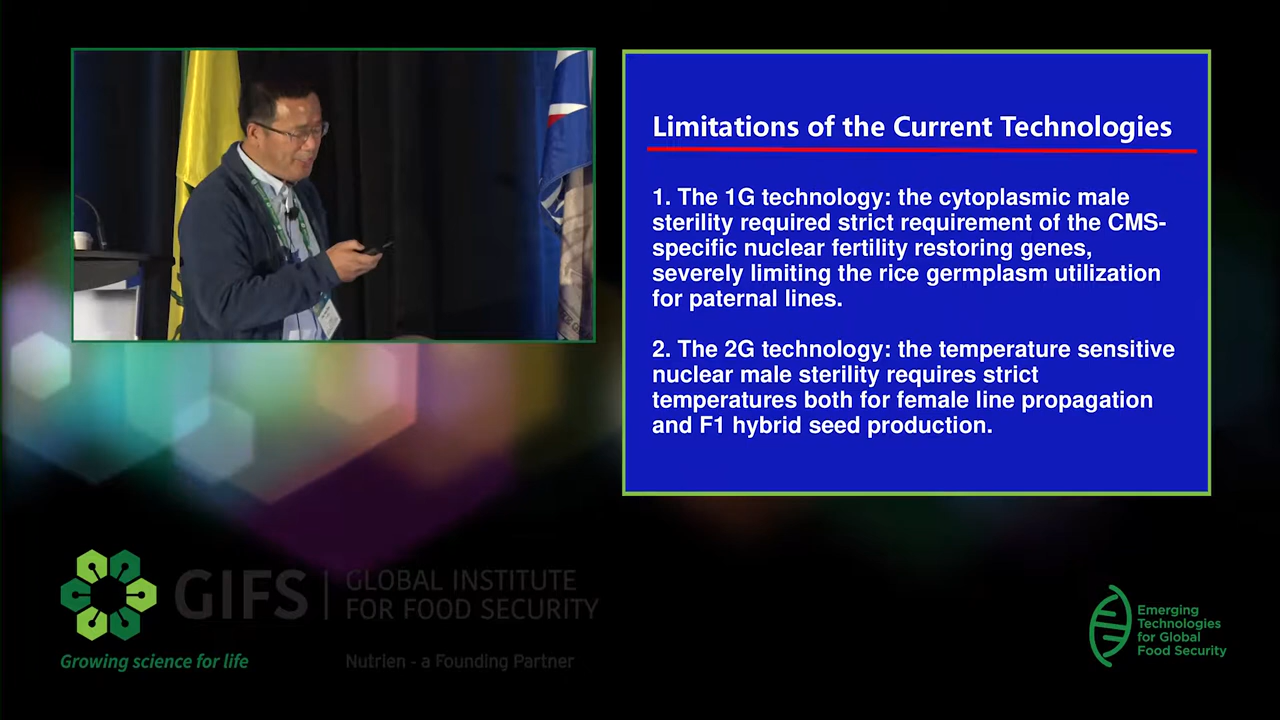 Limitations of the Current Technologies
1. The 1G technology: the cytoplasmic male
sterility required strict requirement of the CMS-
specific nuclear fertility restoring genes,
severely limiting the rice germplasm utilization
for paternal lines.
2. The 2G technology: the temperature sensitive
nuclear male sterility requires strict
temperatures both for female line propagation
and F1 hybrid seed production.
GIFS
GLOBAL INSTITUTE
FOR FOOD SECURITY
Growing science for life
Nutrien - a Founding Partner
Emerging
Technologies
for Global
Food Security